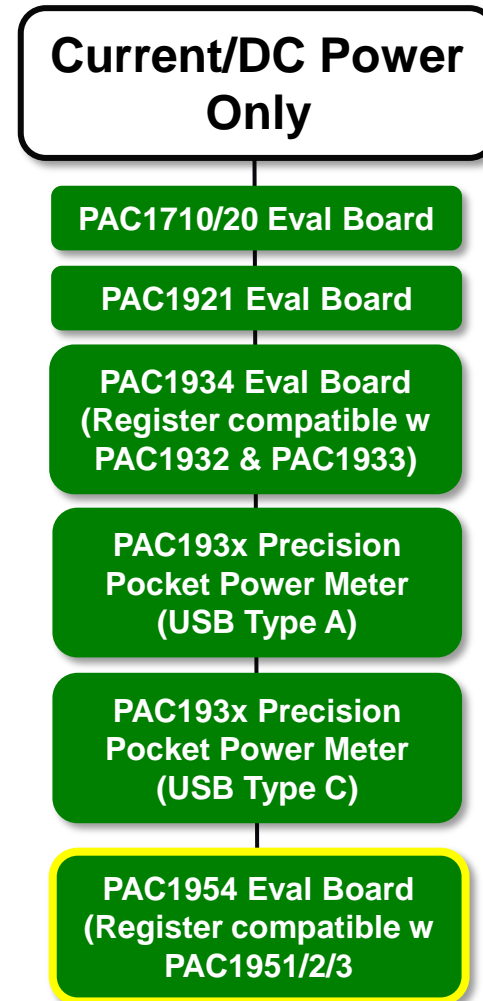 Current/DC Power
Only
PAC1710/20 Eval Board
PAC1921 Eval Board
PAC1934 Eval Board
(Register compatible w
PAC1932 & PAC1933)
PAC193x Precision
Pocket Power Meter
(USB Type A)
PAC193x Precision
Pocket Power Meter
(USB Type C)
PAC1954 Eval Board
(Register compatible w
PAC1951/2/3